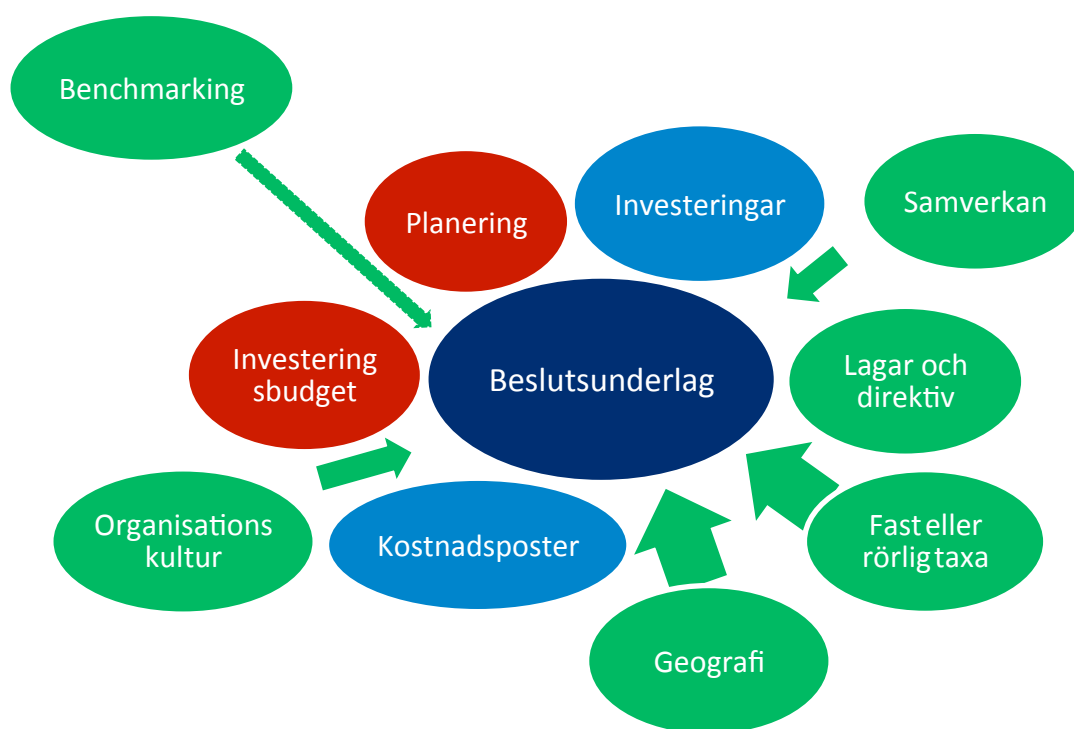 Benchmarking
Planering
Investeringar
Samverkan
Investering
sbudget
Beslutsunderlag
Lagar och
direktiv
Organisations
kultur
Kostnadsposter
Fast eller
rörlig taxa
Geografi